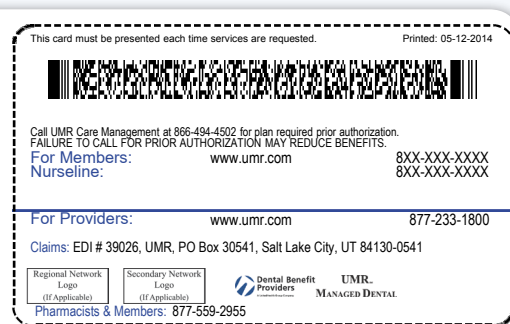 This card must be presented each time services are requested. Printed: 05-12-2014
Call UMR Care Management at 866-494-4502 for plan required prior authorization.
FAILURE TO CALL FOR PRIOR AUTHORIZATION MAY REDUCE BENEFITS.
For Members: www.umr.com 8XX-XXX-XXXX
Nurseline: 8XX-XXX-XXXX
For Providers: www.umr.com 877-233-1800
Claims: EDI # 39026, UMR, PO Box 30541, Salt Lake City, UT 84130-0541
Regional Network
Logo
(If Applicable)
Secondary Network
Logo
(If Applicable)
Dental Benefit
Providers
UMR
MANAGED DENTAL
Pharmacists & Members: 877-559-2955